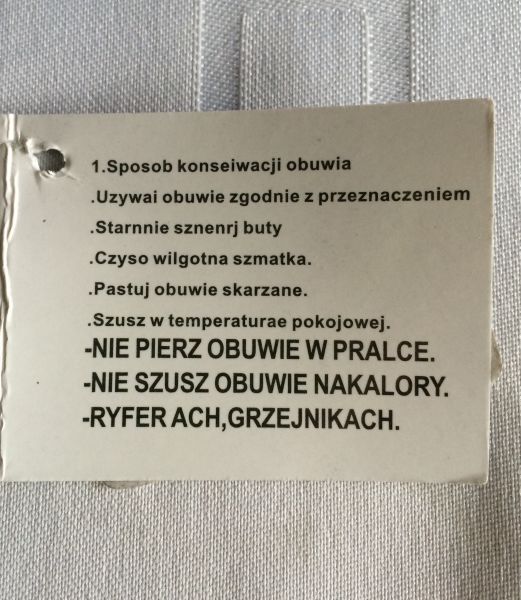 1.Sposob konseiwacji obuwia
.Uzywai obuwie zgodnie z przeznaczeniem
.Starnnie sznenrj buty
.Czyso wilgotna szmatka.
.Pastuj obuwie skarzane.
.Szusz w temperaturae pokojowej.
-NIE PIERZ OBUWIE W PRALCE.
-NIE SZUSZ OBUWIE NAKALORY.
-RYFER ACH,GRZEJNIKACH.